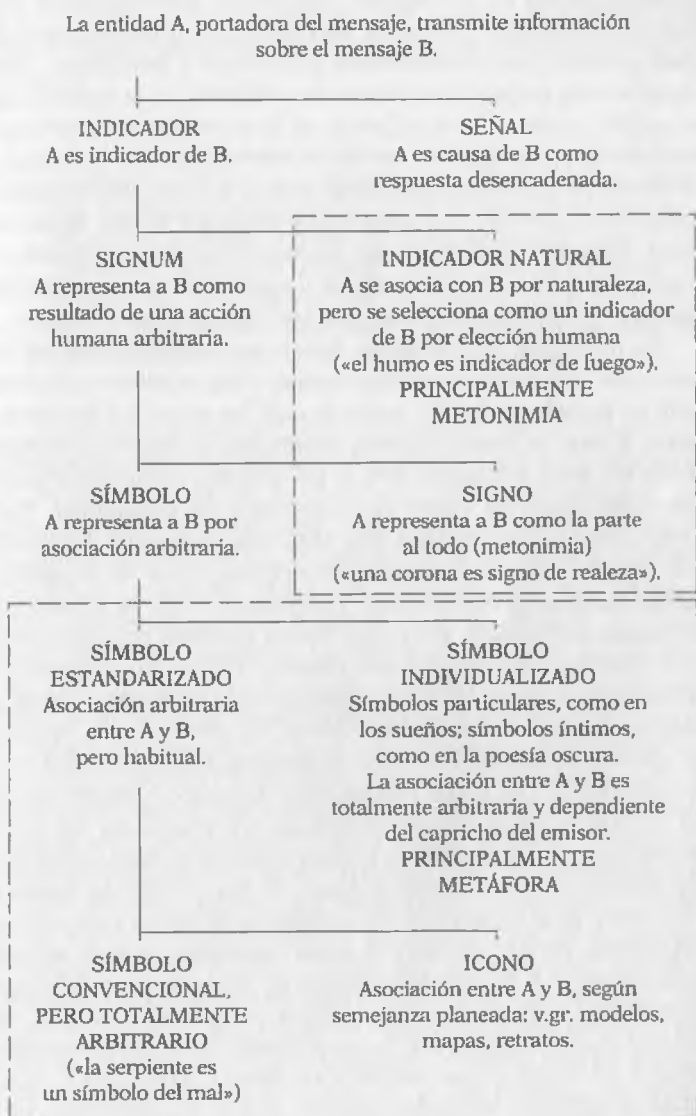 La entidad A, portadora del mensaje, transmite información
sobre el mensaje B.
INDICADOR
A es indicador de B.
SEÑAL
A es causa de B como
respuesta desencadenada.
SIGNUM
A representa a B como
resultado de una acción
humana arbitraria.
INDICADOR NATURAL
A se asocia con B por naturaleza,
pero se selecciona como un indicador
de B por elección humana
(«el humo es indicador de fuego»).
PRINCIPALMENTE
METONIMIA
SÍMBOLO
A representa a B por
asociación arbitraria.
SIGNO
A representa a B como la parte
al todo (metonimia)
(«una corona es signo de realeza»).
SÍMBOLO
ESTANDARIZADO
Asociación arbitraria
entre A y B,
pero habitual.
SÍMBOLO
INDIVIDUALIZADO
Símbolos particulares, como en
los sueños; símbolos íntimos,
como en la poesía oscura.
La asociación entre A y B es
totalmente arbitraria y dependiente
del capricho del emisor.
PRINCIPALMENTE
METÁFORA
SÍMBOLO
CONVENCIONAL,
PERO TOTALMENTE
ARBITRARIO
(«la serpiente es
un símbolo del mal»)
ICONO
Asociación entre A y B, según
semejanza planeada: v.gr. modelos,
mapas, retratos.